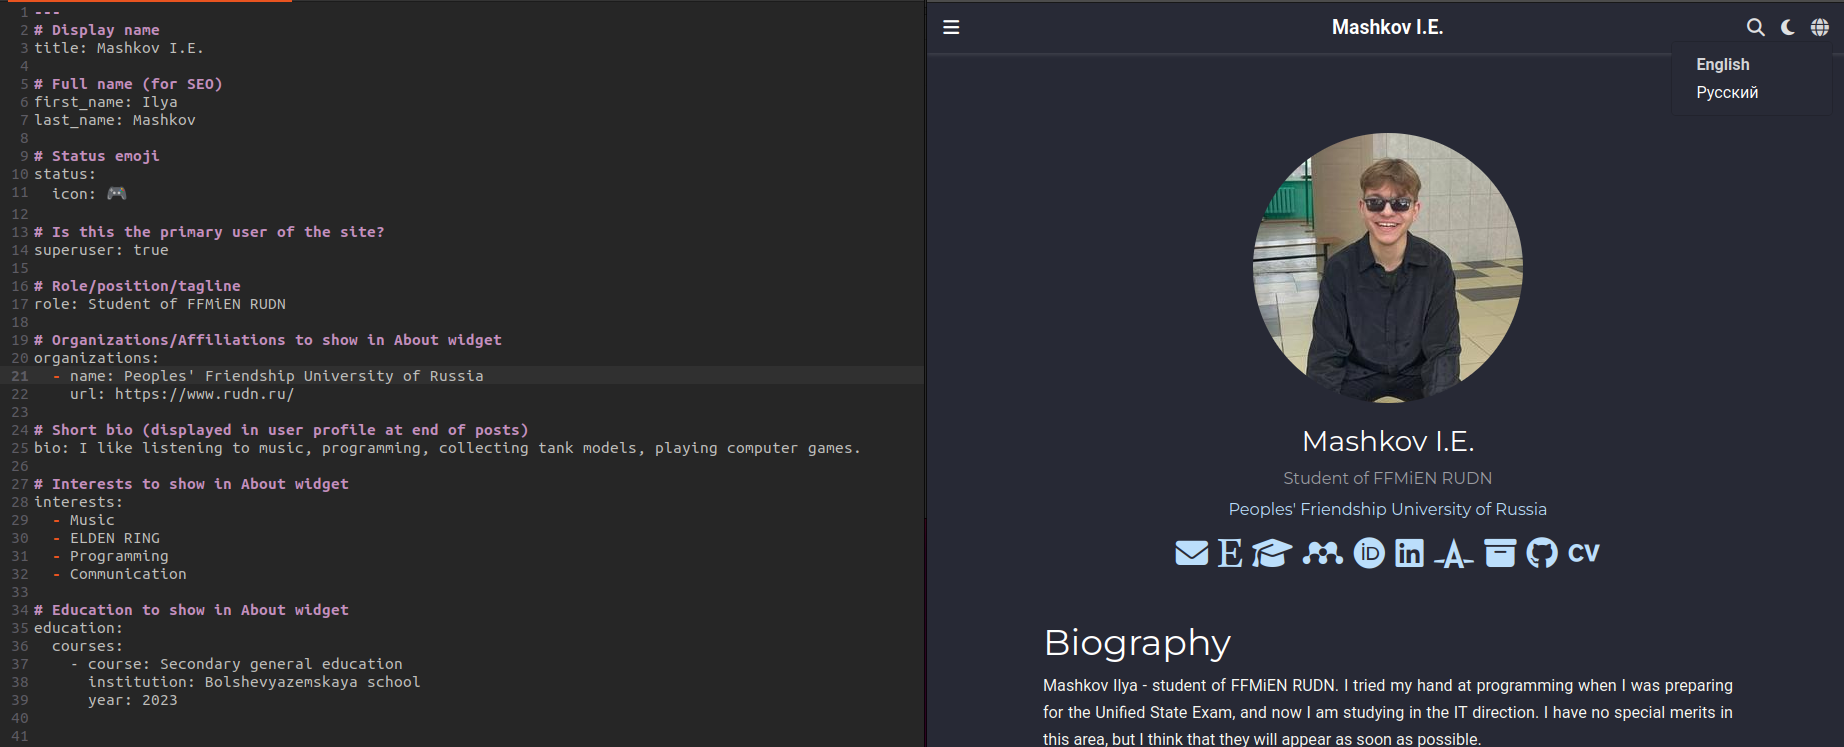 1 ---
2 # Display name
3 title: Mashkov I.E.
4
5 # Full name (for SEO)
6 first_name: Ilya
7 last_name: Mashkov
8
9 # Status emoji
10 status:
11   icon: 🎮
12
13 # Is this the primary user of the site?
14 superuser: true
15
16 # Role/position/tagline
17 role: Student of FFMiEN RUDN
18
19 # Organizations/Affiliations to show in About widget
20 organizations:
21   - name: Peoples' Friendship University of Russia
22     url: https://www.rudn.ru/
23
24 # Short bio (displayed in user profile at end of posts)
25 bio: I like listening to music, programming, collecting tank models, playing computer games.
26
27 # Interests to show in About widget
28 interests:
29   - Music
30   - ELDEN RING
31   - Programming
32   - Communication
33
34 # Education to show in About widget
35 education:
36   courses:
37     - course: Secondary general education
38       institution: Bolshevyazemskaya school
39       year: 2023
40
41
Mashkov I.E.
English
Русский
Mashkov I.E.
Student of FFMiEN RUDN
Peoples' Friendship University of Russia
E iD in A CV
Biography
Mashkov Ilya - student of FFMiEN RUDN. I tried my hand at programming when I was preparing
for the Unified State Exam, and now I am studying in the IT direction. I have no special merits in
this area, but I think that they will appear as soon as possible.